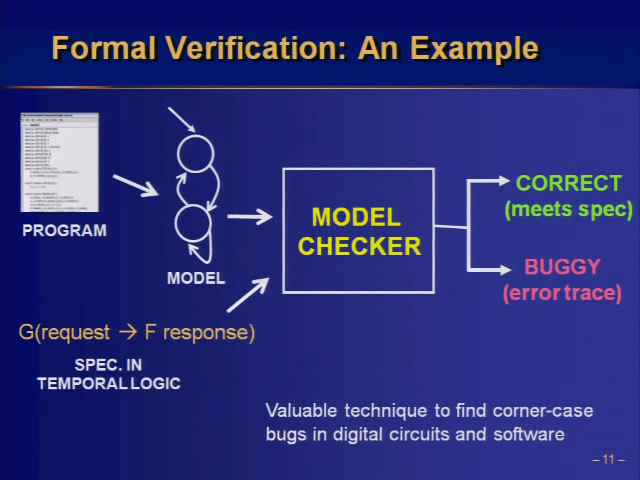 Formal Verification: An Example
PROGRAM
MODEL
MODEL
CHECKER
CORRECT
(meets spec)
BUGGY
(error trace)
G(request → F response)
SPEC. IN
TEMPORAL LOGIC
Valuable technique to find corner-case
bugs in digital circuits and software
– 11 –